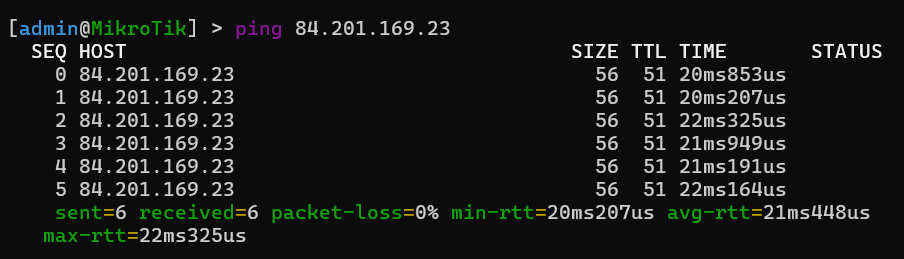 [admin@MikroTik] > ping 84.201.169.23
SEQ HOST SIZE TTL TIME STATUS
0 84.201.169.23 56 51 20ms853us
1 84.201.169.23 56 51 20ms207us
2 84.201.169.23 56 51 22ms325us
3 84.201.169.23 56 51 21ms949us
4 84.201.169.23 56 51 21ms191us
5 84.201.169.23 56 51 22ms164us
sent=6 received=6 packet-loss=0% min-rtt=20ms207us avg-rtt=21ms448us
max-rtt=22ms325us